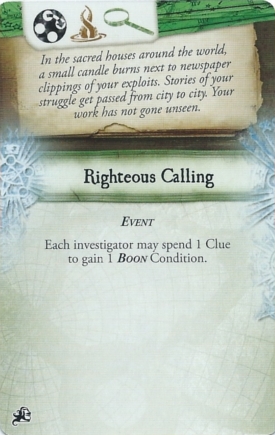 In the sacred houses around the world,
a small candle burns next to newspaper
clippings of your exploits. Stories of your
struggle get passed from city to city. Your
work has not gone unseen.
Righteous Calling
EVENT
Each investigator may spend 1 Clue
to gain 1 BOON Condition.